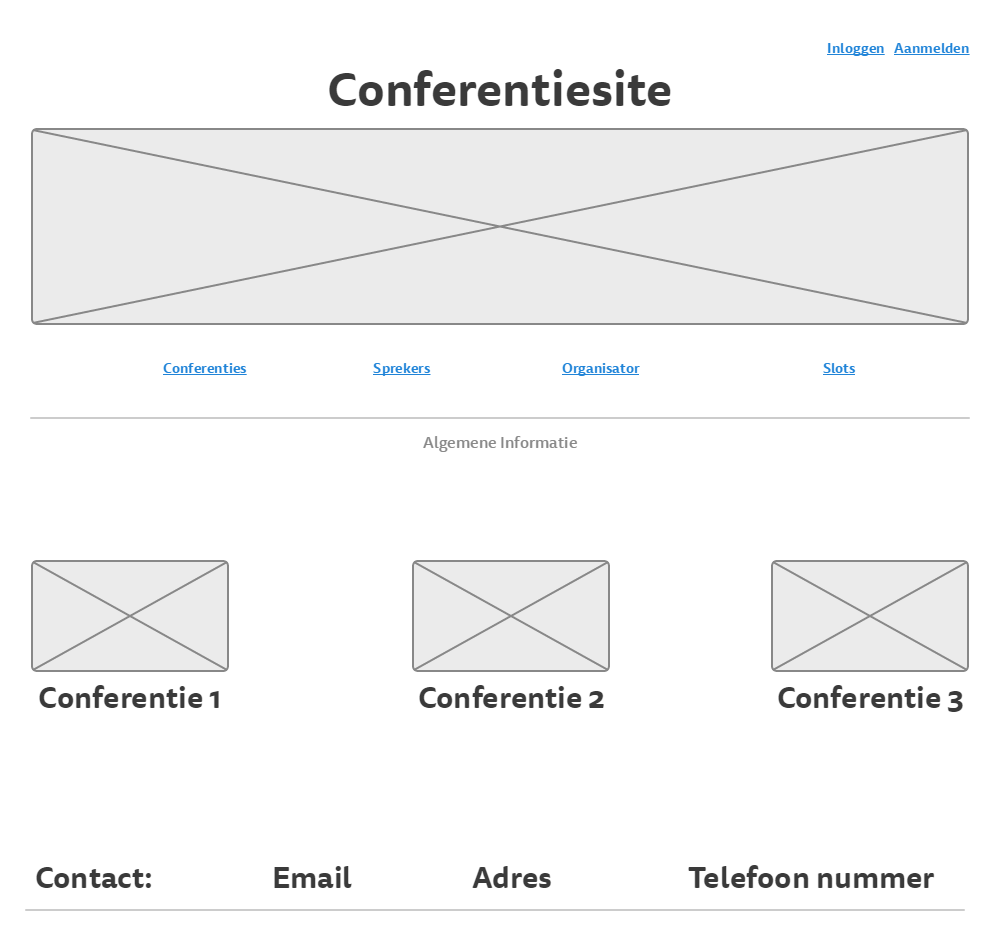 Inloggen Aanmelden
Conferentiesite
Conferenties Sprekers Organisator Slots
Algemene Informatie
Conferentie 1 Conferentie 2 Conferentie 3
Contact: Email Adres Telefoon nummer